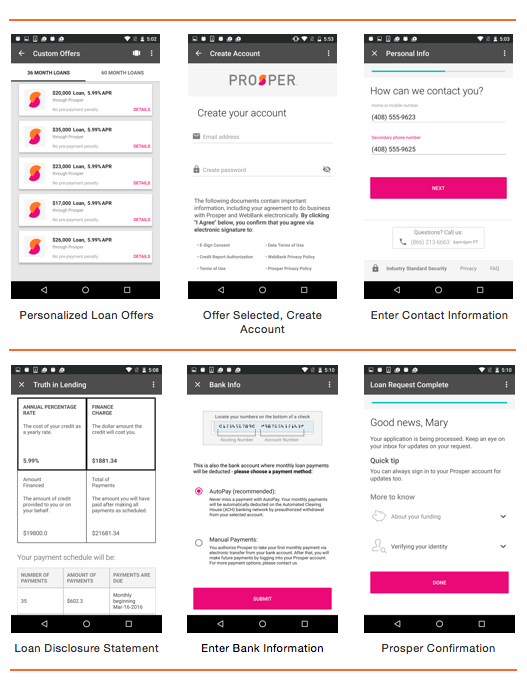 5:02
Custom Offers
36 MONTH LOANS 60 MONTH LOANS
$20,000 Loan, 5.99%APR
through Prosper
No pre-payment penalty DETAILS
$35,000 Loan, 5.99%APR
through Prosper
No pre-payment penalty DETAILS
$23,000 Loan, 5.99%APR
through Prosper
No pre-payment penalty DETAILS
$17,000 Loan, 5.99%APR
through Prosper
No pre-payment penalty DETAILS
$26,000 Loan, 5.99%APR
through Prosper
No pre-payment penalty DETAILS
Personalized Loan Offers
5:53
Create Account
PROSPER
Create your account
Email address
Create password
The following documents contain important
information, including your agreement to do business
with Prosper and WebBank electronically. By clicking
"I Agree" below, you confirm that you agree via
electronic signature to:
• E-Sign Consent • Data Terms of Use
• Credit Report Authorization • WebBank Privacy Policy
• Terms of Use • Prosper Privacy Policy
Offer Selected, Create
Account
5:03
Personal Info
How can we contact you?
Home or mobile number
(408) 555-9623
Secondary phone number
(408) 555-9625
NEXT
Questions? Call us:
(866) 213-6663 6am-6pm PT
Industry Standard Security Privacy FAQ
Enter Contact Information
5:08
Truth in Lending
ANNUAL PERCENTAGE
RATE
The cost of your credit as
a yearly rate.
5.99%
FINANCE
CHARGE
The dollar amount the
credit will cost you.
$1881.34
Amount
Financed
The amount of credit
provided to you or on
your behalf.
$19800.0
Total of
Payments
The amount you will have
paid after making all
payments as scheduled.
$21681.34
Your payment schedule will be:
NUMBER OF
PAYMENTS
AMOUNT OF
PAYMENTS
PAYMENTS ARE
DUE
35
$602.3
Monthly
beginning
Mar-16-2016
Loan Disclosure Statement
5:10
Bank Info
Locate your numbers on the bottom of a check
Routing Number Account Number
This is also the bank account where monthly loan payments
will be deducted - please choose a payment method:
AutoPay (recommended):
Never miss a payment with AutoPay. Your monthly payments
will be automatically deducted on the Automated Clearing
House (ACH) banking network by preauthorized withdrawal
from your selected account.
Manual Payments:
You authorize Prosper to take your first monthly payment via
electronic transfer from your bank account. After that, you will
make future payments by logging into your Prosper account.
For more payment options, please contact us.
SUBMIT
Enter Bank Information
5:10
Loan Request Complete
Good news, Mary
Your application is being processed. Keep an eye on
your inbox for updates on your request.
Quick tip
You can always sign in to your Prosper account for
updates too.
More to know
About your funding
Verifying your identity
DONE
Prosper Confirmation